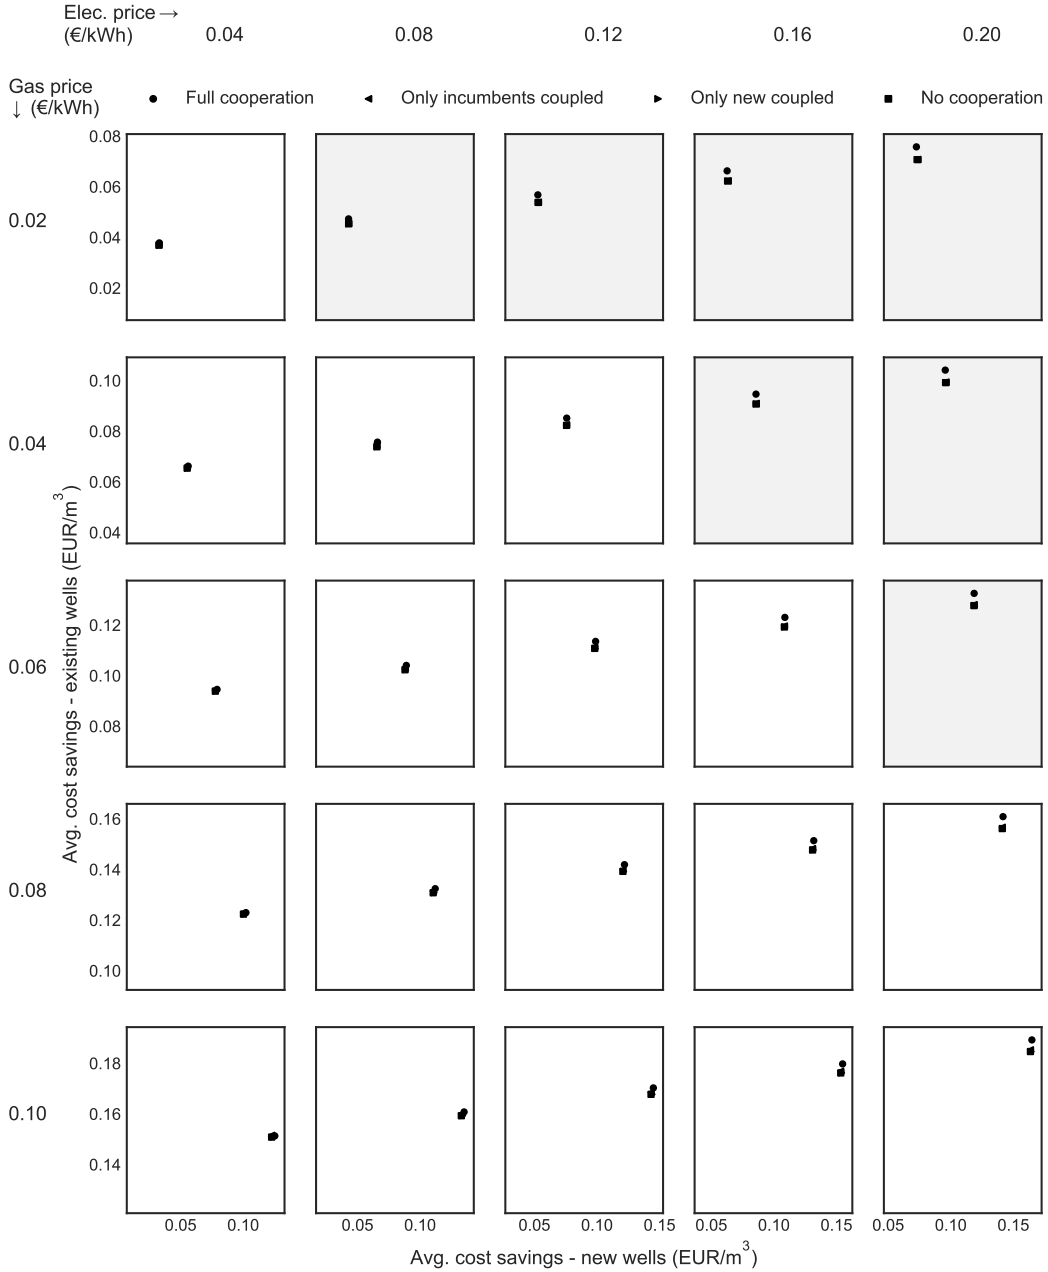 Elec. price→
(€/kWh) 0.04 0.08 0.12 0.16 0.20
Gas price
↓ (€/kWh)
Full cooperation Only incumbents coupled Only new coupled No cooperation
0.02
0.08
0.06
0.04
0.02
0.04
0.10
0.08
0.06
0.04
Avg. cost savings - existing wells (EUR/m³)
0.06
0.12
0.10
0.08
0.08
0.16
0.14
0.12
0.10
0.10
0.18
0.16
0.14
0.05 0.10 0.05 0.10 0.05 0.10 0.15 0.05 0.10 0.15 0.05 0.10 0.15
Avg. cost savings - new wells (EUR/m³)